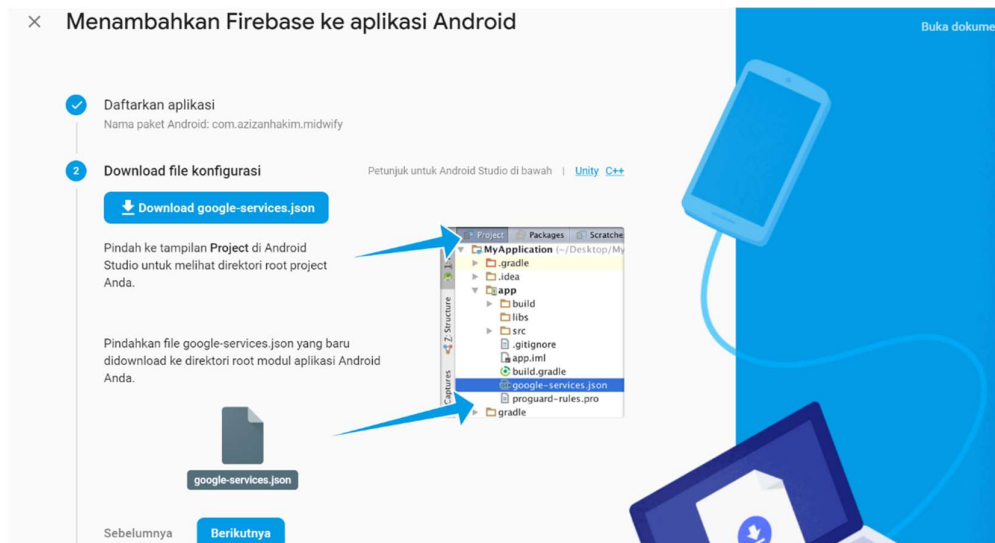 Menambahkan Firebase ke aplikasi Android
Buka dokume
Daftarkan aplikasi
Nama paket Android: com.azizanhakim.midwify
2
Download file konfigurasi
Petunjuk untuk Android Studio di bawah | Unity C++
Download google-services.json
Pindah ke tampilan Project di Android
Studio untuk melihat direktori root project
Anda.
Pindahkan file google-services.json yang baru
didownload ke direktori root modul aplikasi Android
Anda.
google-services.json
Project Packages Scratche
MyApplication (~/Desktop/My
.gradle
.idea
app
build
libs
src
.gitignore
app.iml
build.gradle
google-services.json
proguard-rules.pro
gradle
Z: Structure
Captures
Sebelumnya
Berikutnya